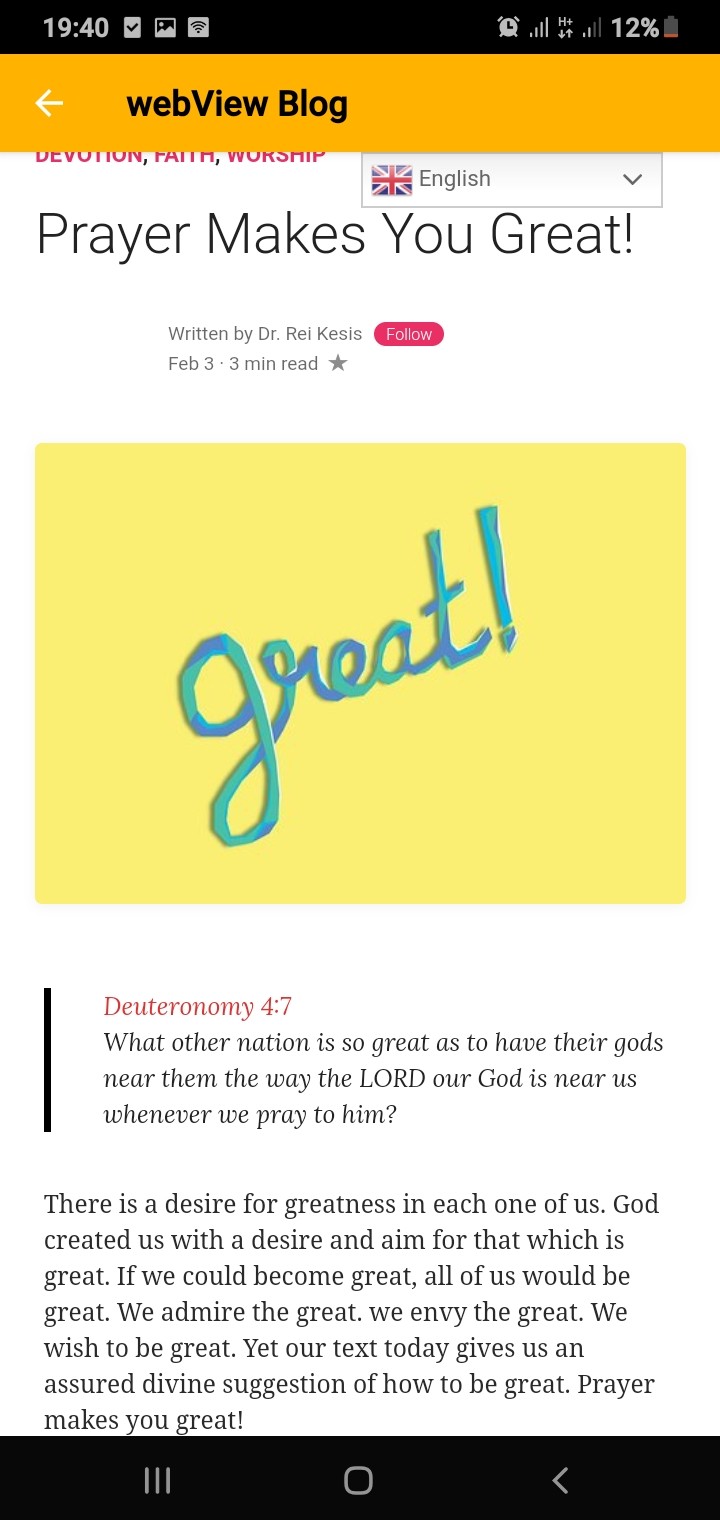 19:40
H+
12%
webView Blog
DEVOTION, FAITH, WORSHIP
English
Prayer Makes You Great!
Written by Dr. Rei Kesis Follow
Feb 3 · 3 min read ★
great!
Deuteronomy 4:7
What other nation is so great as to have their gods
near them the way the LORD our God is near us
whenever we pray to him?
There is a desire for greatness in each one of us. God
created us with a desire and aim for that which is
great. If we could become great, all of us would be
great. We admire the great. we envy the great. We
wish to be great. Yet our text today gives us an
assured divine suggestion of how to be great. Prayer
makes you great!